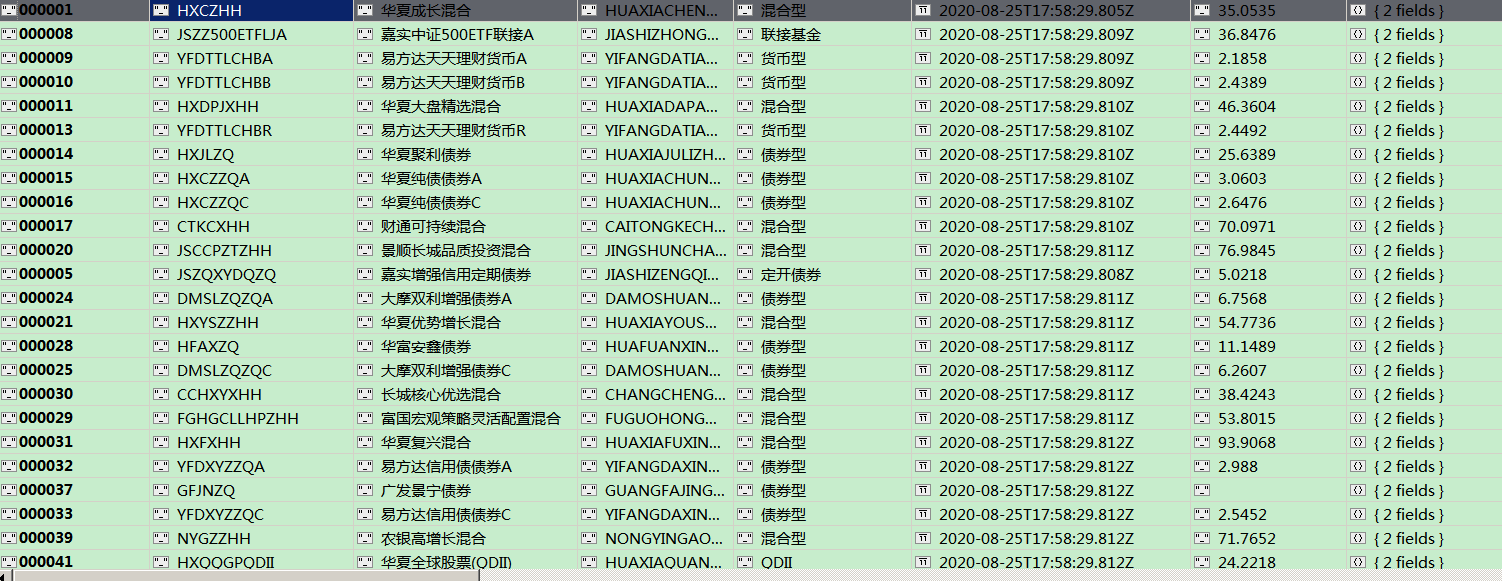 000001 HXCZHH 华夏成长混合 HUAXIACHEN... 混合型 2020-08-25T17:58:29.805Z 35.0535 { 2 fields }
000008 JSZZ500ETFLJA 嘉实中证500ETF联接A JIASHIZHONG... 联接基金 2020-08-25T17:58:29.809Z 36.8476 { 2 fields }
000009 YFDTTLCHBA 易方达天天理财货币A YIFANGDATIA... 货币型 2020-08-25T17:58:29.809Z 2.1858 { 2 fields }
000010 YFDTTLCHBB 易方达天天理财货币B YIFANGDATIA... 货币型 2020-08-25T17:58:29.809Z 2.4389 { 2 fields }
000011 HXDPJXHH 华夏大盘精选混合 HUAXIADAPA... 混合型 2020-08-25T17:58:29.810Z 46.3604 { 2 fields }
000013 YFDTTLCHBR 易方达天天理财货币R YIFANGDATIA... 货币型 2020-08-25T17:58:29.810Z 2.4492 { 2 fields }
000014 HXJLZQ 华夏聚利债券 HUAXIAJULIZH... 债券型 2020-08-25T17:58:29.810Z 25.6389 { 2 fields }
000015 HXCZZQA 华夏纯债债券A HUAXIACHUN... 债券型 2020-08-25T17:58:29.810Z 3.0603 { 2 fields }
000016 HXCZZQC 华夏纯债债券C HUAXIACHUN... 债券型 2020-08-25T17:58:29.810Z 2.6476 { 2 fields }
000017 CTKCXHH 财通可持续混合 CAITONGKECH... 混合型 2020-08-25T17:58:29.811Z 70.0971 { 2 fields }
000020 JSCCPZTZHH 景顺长城品质投资混合 JINGSHUNCHA... 混合型 2020-08-25T17:58:29.811Z 76.9845 { 2 fields }
000005 JSZQXYDQZQ 嘉实增强信用定期债券 JIASHIZENGQI... 定开债券 2020-08-25T17:58:29.808Z 5.0218 { 2 fields }
000024 DMSLZQZQA 大摩双利增强债券A DAMOSHUAN... 债券型 2020-08-25T17:58:29.811Z 6.7568 { 2 fields }
000021 HXYSZZHH 华夏优势增长混合 HUAXIAYOUS... 混合型 2020-08-25T17:58:29.811Z 54.7736 { 2 fields }
000028 HFAXZQ 华富安鑫债券 HUAFUANXIN... 债券型 2020-08-25T17:58:29.811Z 11.1489 { 2 fields }
000025 DMSLZQZQC 大摩双利增强债券C DAMOSHUAN... 债券型 2020-08-25T17:58:29.811Z 6.2607 { 2 fields }
000030 CCHXYXHH 长城核心优选混合 CHANGCHENG... 混合型 2020-08-25T17:58:29.812Z 38.4243 { 2 fields }
000029 FGHGCLLHPZHH 富国宏观策略灵活配置混合 FUGUOHONG... 混合型 2020-08-25T17:58:29.811Z 53.8015 { 2 fields }
000031 HXFXHH 华夏复兴混合 HUAXIAFUXIN... 混合型 2020-08-25T17:58:29.812Z 93.9068 { 2 fields }
000032 YFDXYZZQA 易方达信用债债券A YIFANGDAXIN... 债券型 2020-08-25T17:58:29.812Z 2.988 { 2 fields }
000037 GFJNZQ 广发景宁债券 GUANGFAJING... 债券型 2020-08-25T17:58:29.812Z { 2 fields }
000033 YFDXYZZQC 易方达信用债债券C YIFANGDAXIN... 债券型 2020-08-25T17:58:29.812Z 2.5452 { 2 fields }
000039 NYGZZHH 农银高增长混合 NONGYINGAO... 混合型 2020-08-25T17:58:29.812Z 71.7652 { 2 fields }
000041 HXQQGPQDII 华夏全球股票(QDII) HUAXIAQUAN... QDII 2020-08-25T17:58:29.812Z 24.2218 { 2 fields }